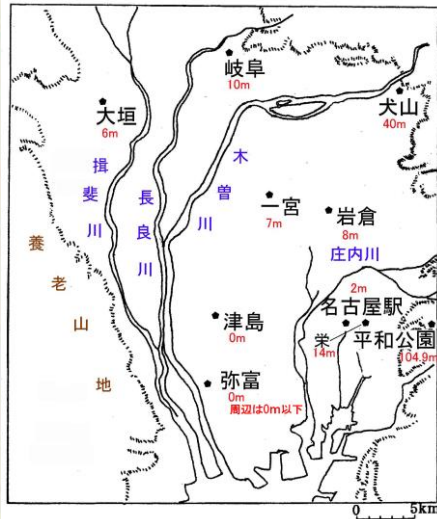 岐阜
10m
大垣
6m
犬山
40m
揖斐川
長良川
木曽川
一宮
7m
岩倉
8m
庄内川
養老山地
2m
名古屋駅
津島
0m
栄
14m
平和公園
104.9m
弥富
0m
周辺は0m以下
0 5km